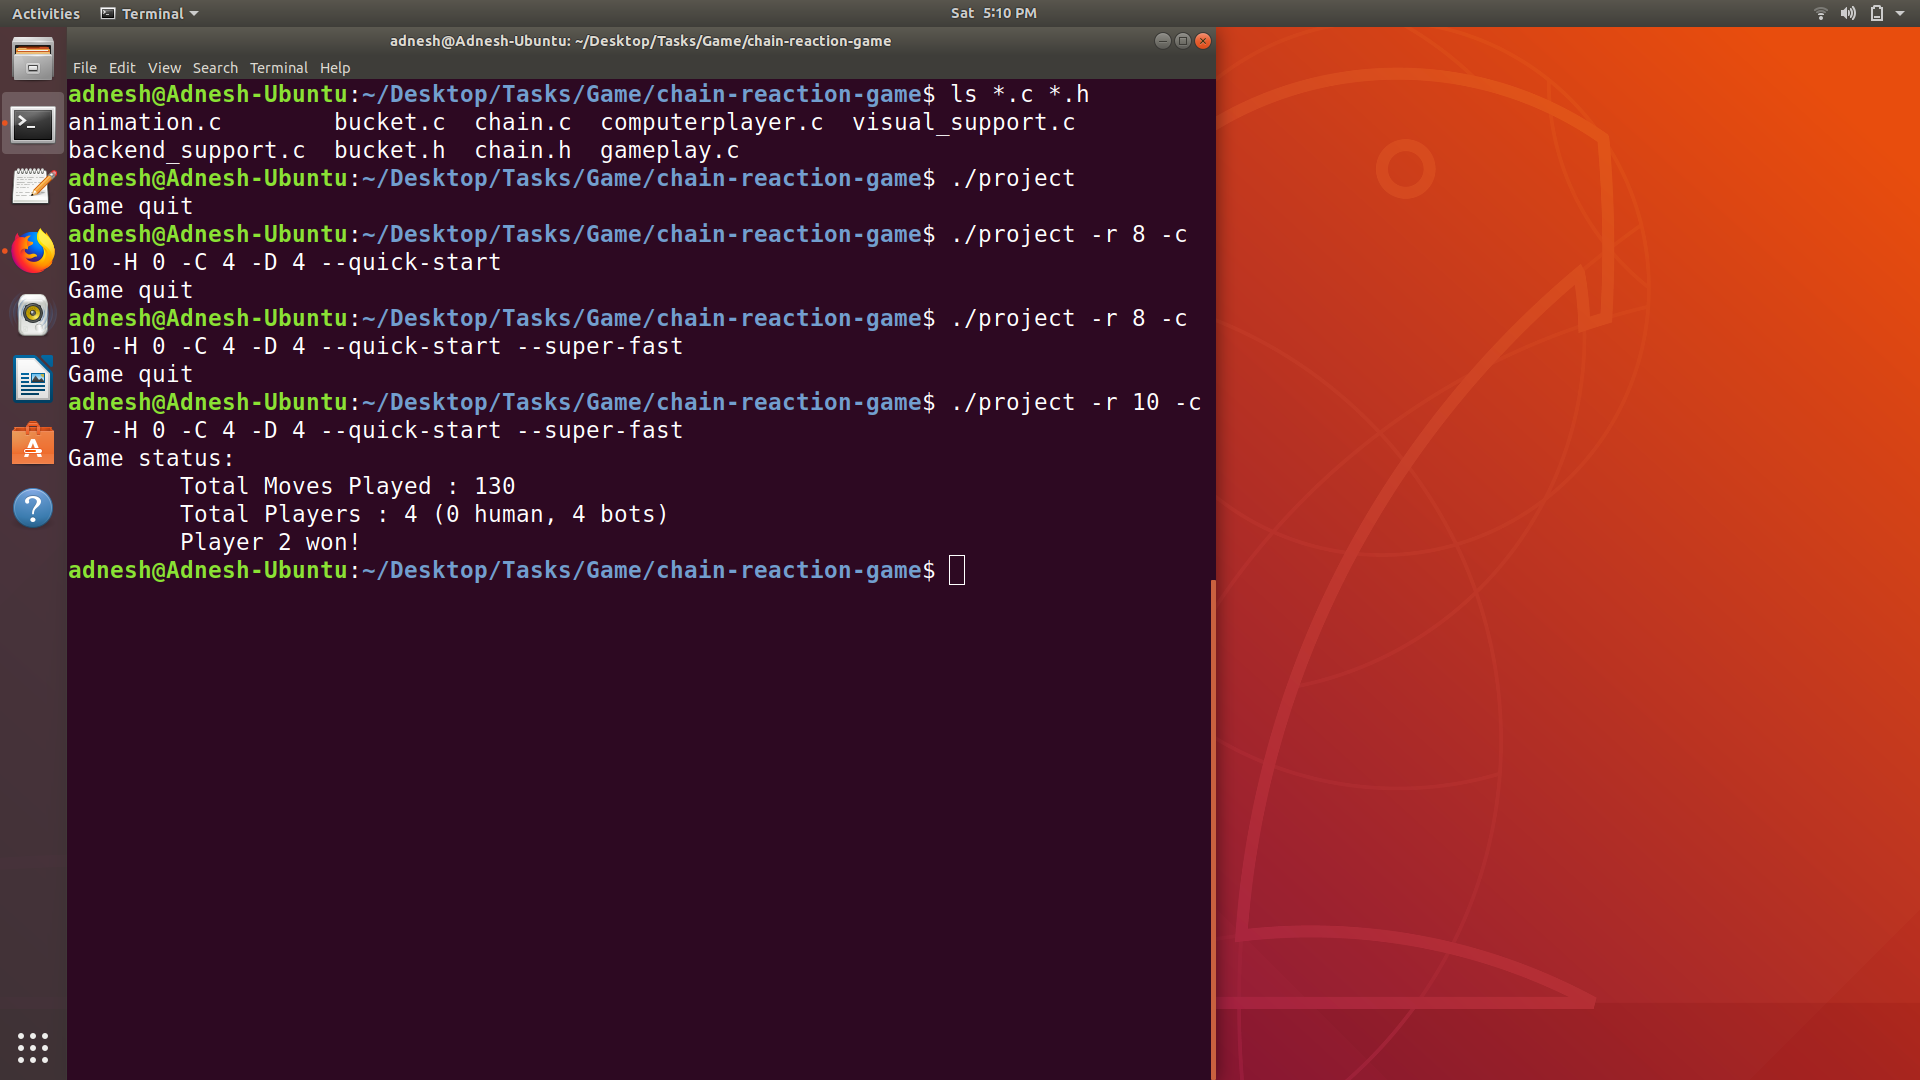 Activities Terminal Sat 5:10 PM
adnesh@Adnesh-Ubuntu: ~/Desktop/Tasks/Game/chain-reaction-game
File Edit View Search Terminal Help
adnesh@Adnesh-Ubuntu:~/Desktop/Tasks/Game/chain-reaction-game$ ls *.c *.h
animation.c bucket.c chain.c computerplayer.c visual_support.c
backend_support.c bucket.h chain.h gameplay.c
adnesh@Adnesh-Ubuntu:~/Desktop/Tasks/Game/chain-reaction-game$ ./project
Game quit
adnesh@Adnesh-Ubuntu:~/Desktop/Tasks/Game/chain-reaction-game$ ./project -r 8 -c
10 -H 0 -C 4 -D 4 --quick-start
Game quit
adnesh@Adnesh-Ubuntu:~/Desktop/Tasks/Game/chain-reaction-game$ ./project -r 8 -c
10 -H 0 -C 4 -D 4 --quick-start --super-fast
Game quit
adnesh@Adnesh-Ubuntu:~/Desktop/Tasks/Game/chain-reaction-game$ ./project -r 10 -c
7 -H 0 -C 4 -D 4 --quick-start --super-fast
Game status:
Total Moves Played : 130
Total Players : 4 (0 human, 4 bots)
Player 2 won!
adnesh@Adnesh-Ubuntu:~/Desktop/Tasks/Game/chain-reaction-game$